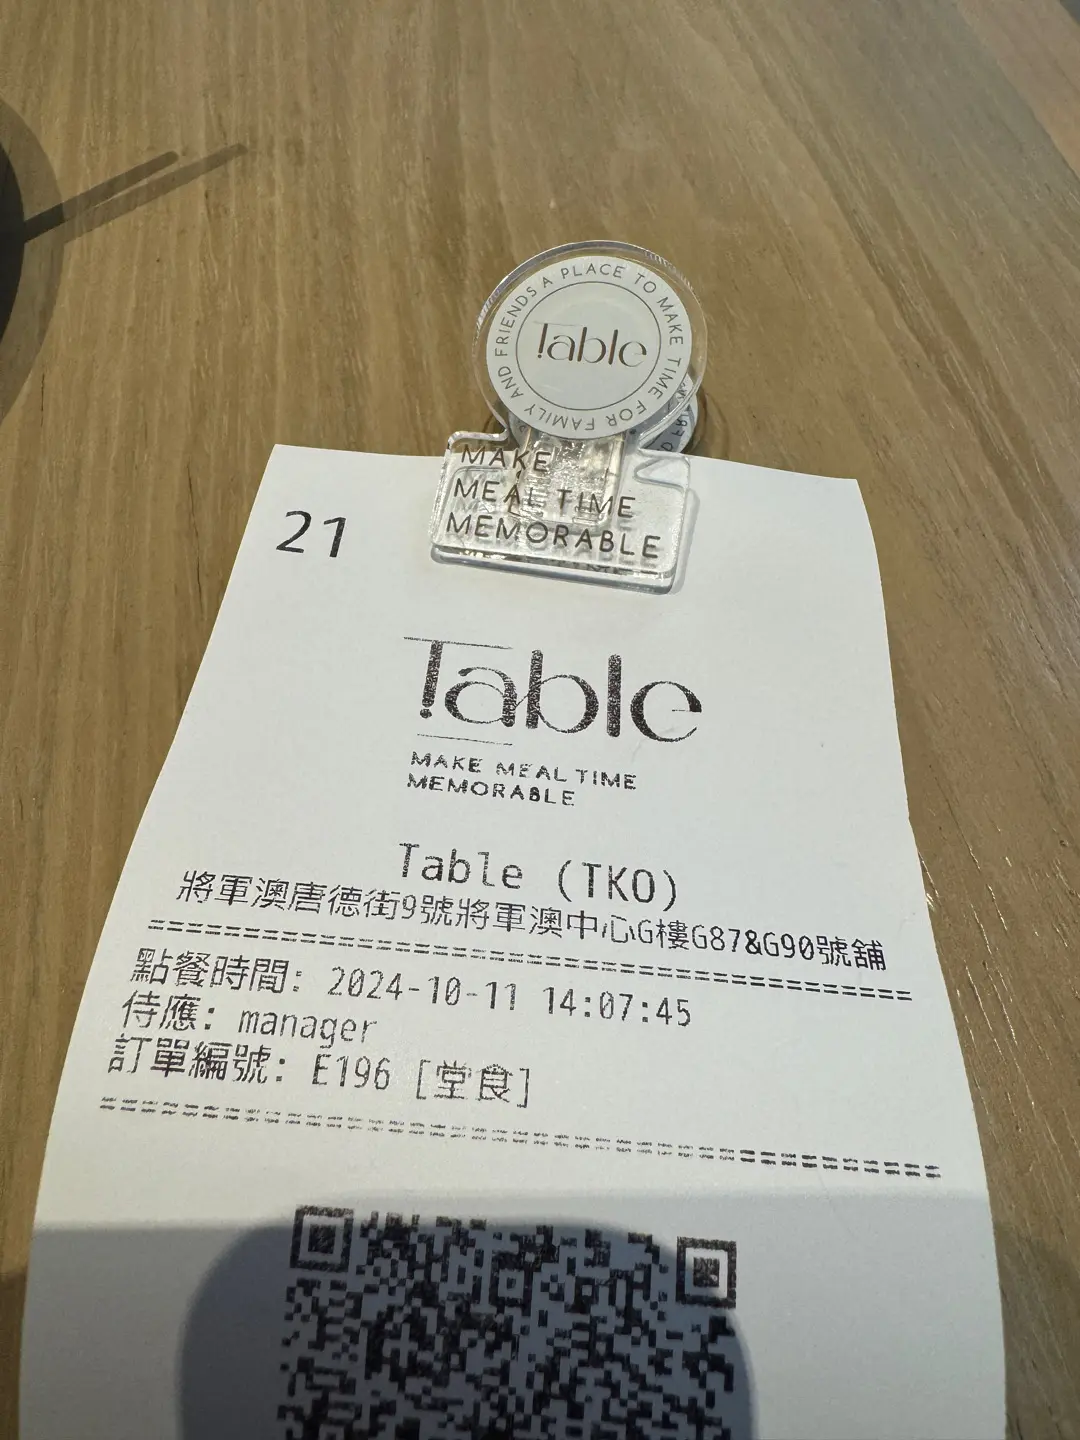 A PLACE TO MAKE TIME FOR FAMILY AND FRIENDS
Table
MAKE
MEAL TIME
MEMORABLE
21
Table
MAKE MEAL TIME
MEMORABLE
Table (TKO)
將軍澳唐德街9號將軍澳中心G樓G87&G90號舖
================================================
點餐時間: 2024-10-11 14:07:45
侍應: manager
訂單編號: E196 [堂食]
================================================